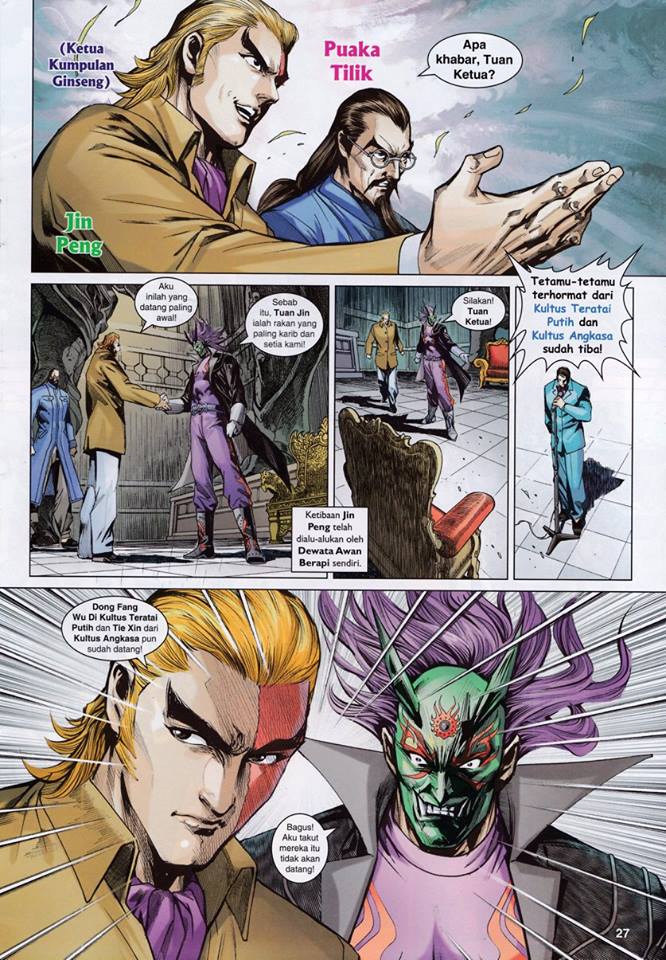 (Ketua
Kumpulan
Ginseng)
Jin
Peng
Puaka
Tilik
Apa
khabar, Tuan
Ketua?
Aku
inilah yang
datang paling
awal!
Sebab
itu, Tuan Jin
ialah rakan yang
paling karib dan
setia kami!
Silakan!
Tuan
Ketua!
Ketibaan Jin
Peng telah
dialu-alukan oleh
Dewata Awan
Berapi sendiri.
Tetamu-tetamu
terhormat dari
Kultus Teratai
Putih dan
Kultus Angkasa
sudah tiba!
Dong Fang
Wu Di Kultus Teratai
Putih dan Tie Xin dari
Kultus Angkasa pun
sudah datang!
Bagus!
Aku takut
mereka itu
tidak akan
datang!
27